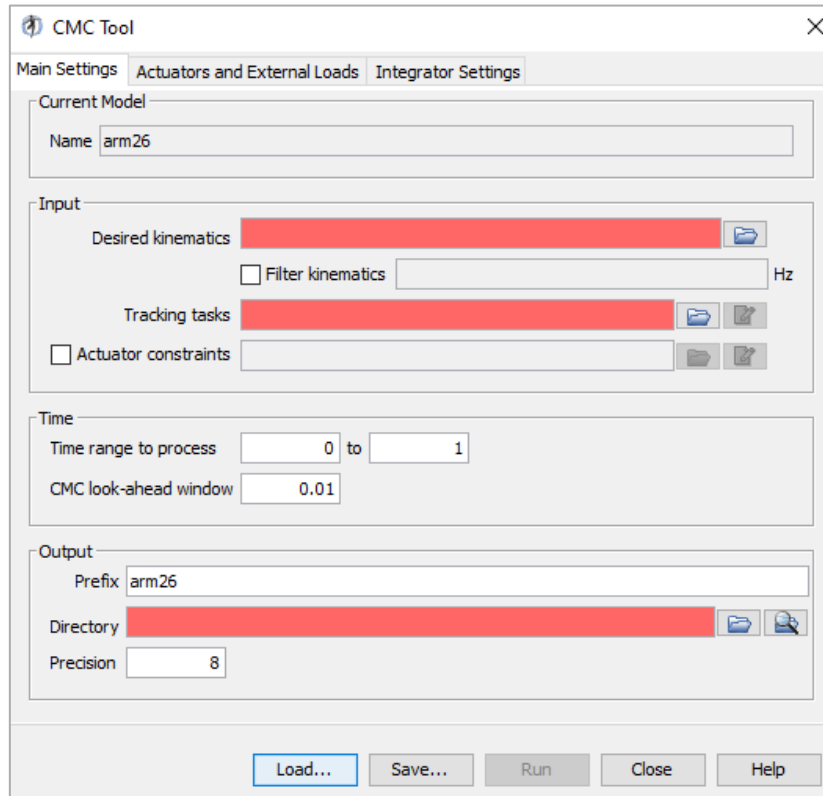 CMC Tool
Main Settings Actuators and External Loads Integrator Settings
Current Model
Name arm26
Input
Desired kinematics
Filter kinematics Hz
Tracking tasks
Actuator constraints
Time
Time range to process 0 to 1
CMC look-ahead window 0.01
Output
Prefix arm26
Directory
Precision 8
Load... Save... Run Close Help